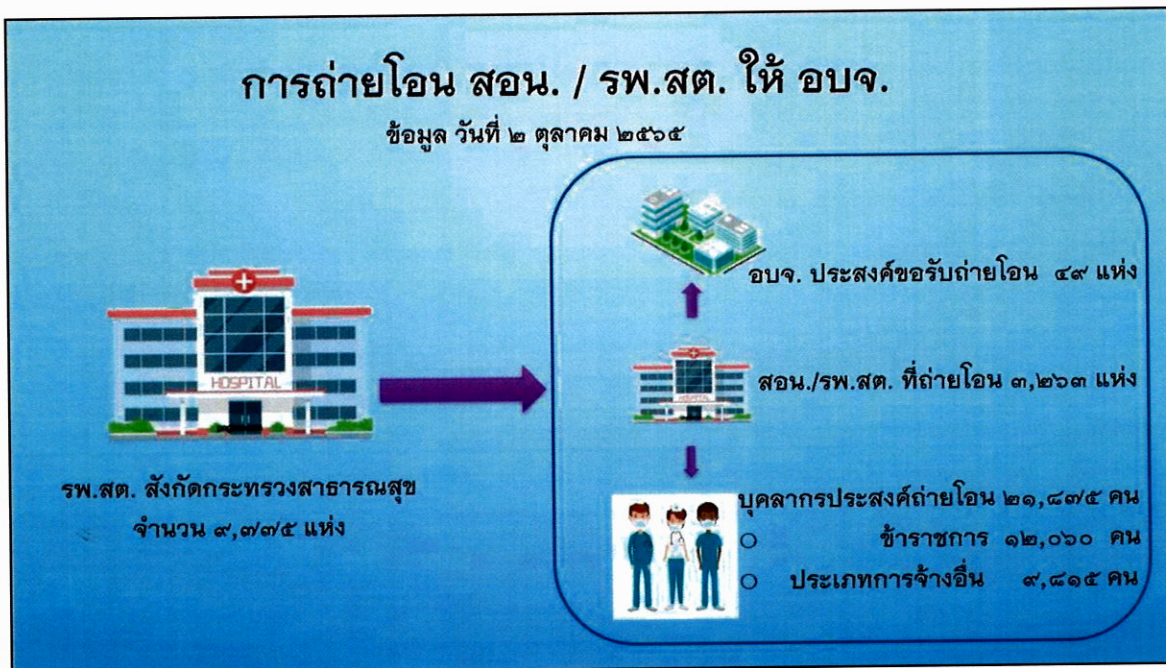 การถ่ายโอน สอน. / รพ.สต. ให้ อบจ.
ข้อมูล วันที่ ๒ ตุลาคม ๒๕๖๕
HOSPITAL
รพ.สต. สังกัดกระทรวงสาธารณสุข
จำนวน ๙,๗๗๕ แห่ง
อบจ. ประสงค์ขอรับถ่ายโอน ๔๙ แห่ง
สอน./รพ.สต. ที่ถ่ายโอน ๓,๒๖๓ แห่ง
บุคลากรประสงค์ถ่ายโอน ๒๑,๘๗๕ คน
○ ข้าราชการ ๑๒,๐๖๐ คน
○ ประเภทการจ้างอื่น ๙,๘๑๕ คน